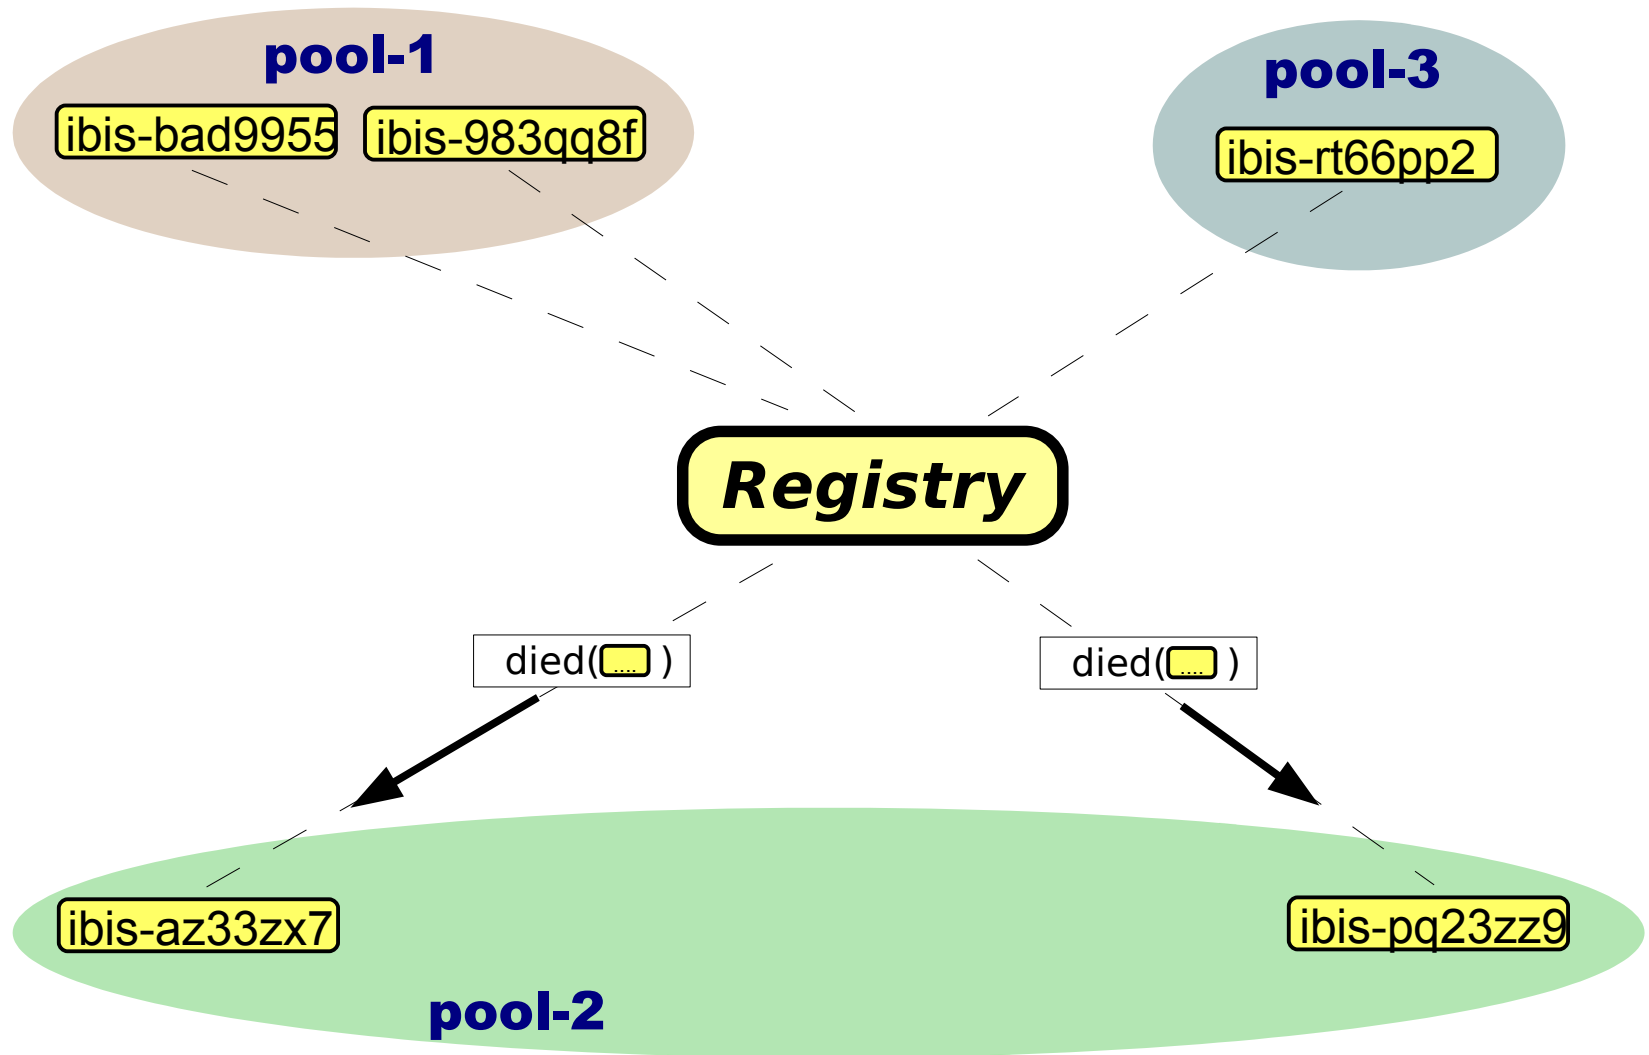 pool-1
ibis-bad9955
ibis-983qq8f
pool-3
ibis-rt66pp2
Registry
died( .... )
died( .... )
ibis-az33zx7
ibis-pq23zz9
pool-2